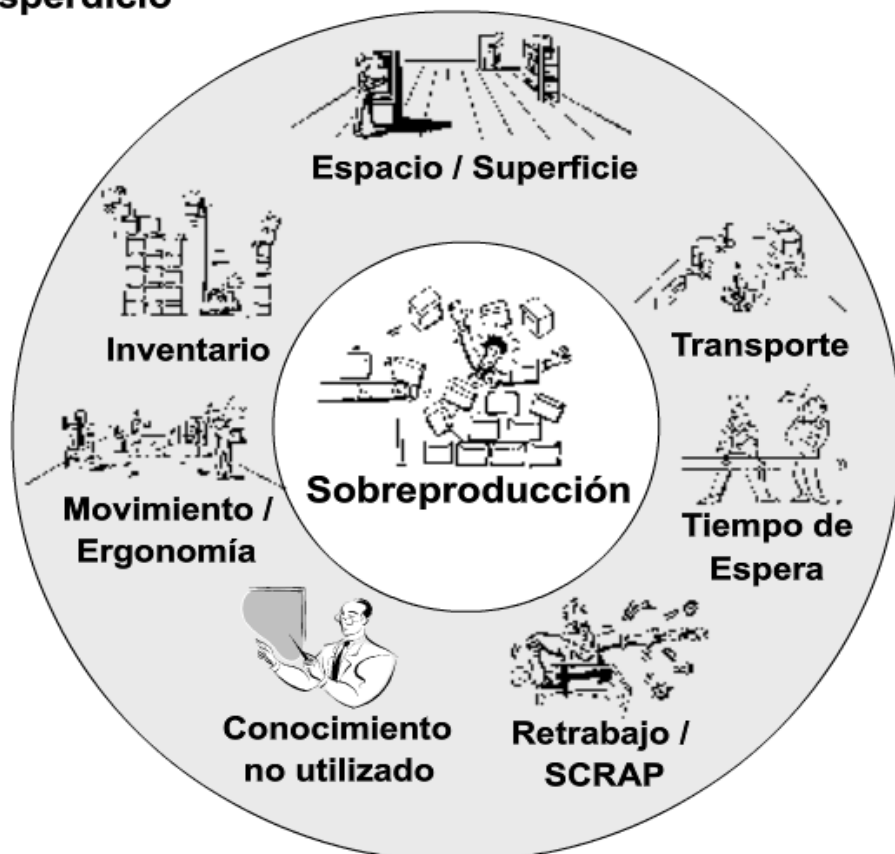 Espacio / Superficie
Inventario
Transporte
Sobreproducción
Movimiento /
Ergonomía
Tiempo de
Espera
Conocimiento
no utilizado
Retrabajo /
SCRAP